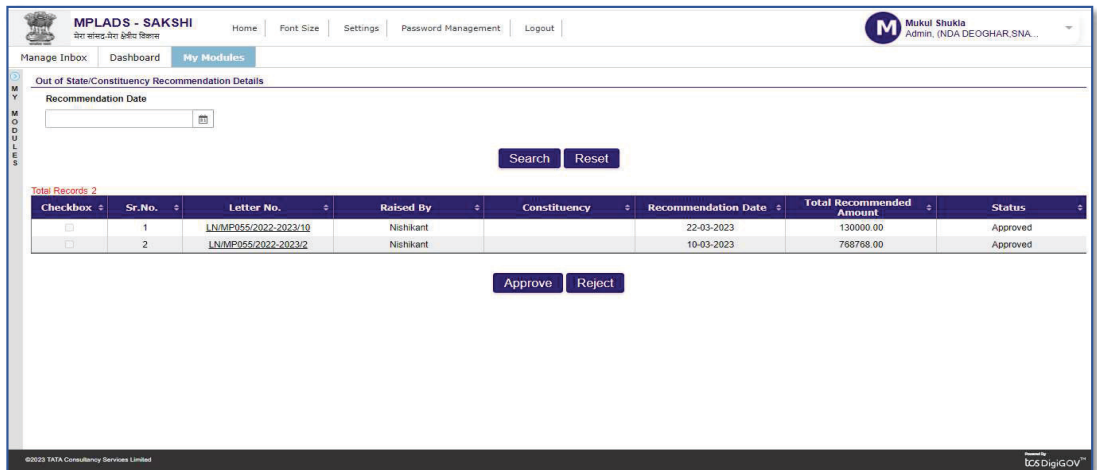 MPLADS - SAKSHI
मेरा सांसद-मेरा क्षेत्रीय विकास
Home Font Size Settings Password Management Logout
M
Mukul Shukla
Admin, (NDA DEOGHAR,SNA...
Manage Inbox Dashboard My Modules
MY MODULES
Out of State/Constituency Recommendation Details
Recommendation Date
Search Reset
Total Records 2
Checkbox Sr.No. Letter No. Raised By Constituency Recommendation Date Total Recommended Amount Status
1 LN/MP055/2022-2023/10 Nishikant 22-03-2023 130000.00 Approved
2 LN/MP055/2022-2023/2 Nishikant 10-03-2023 768768.00 Approved
Approve Reject
©2023 TATA Consultancy Services Limited
Powered By
tcs DigiGOV™